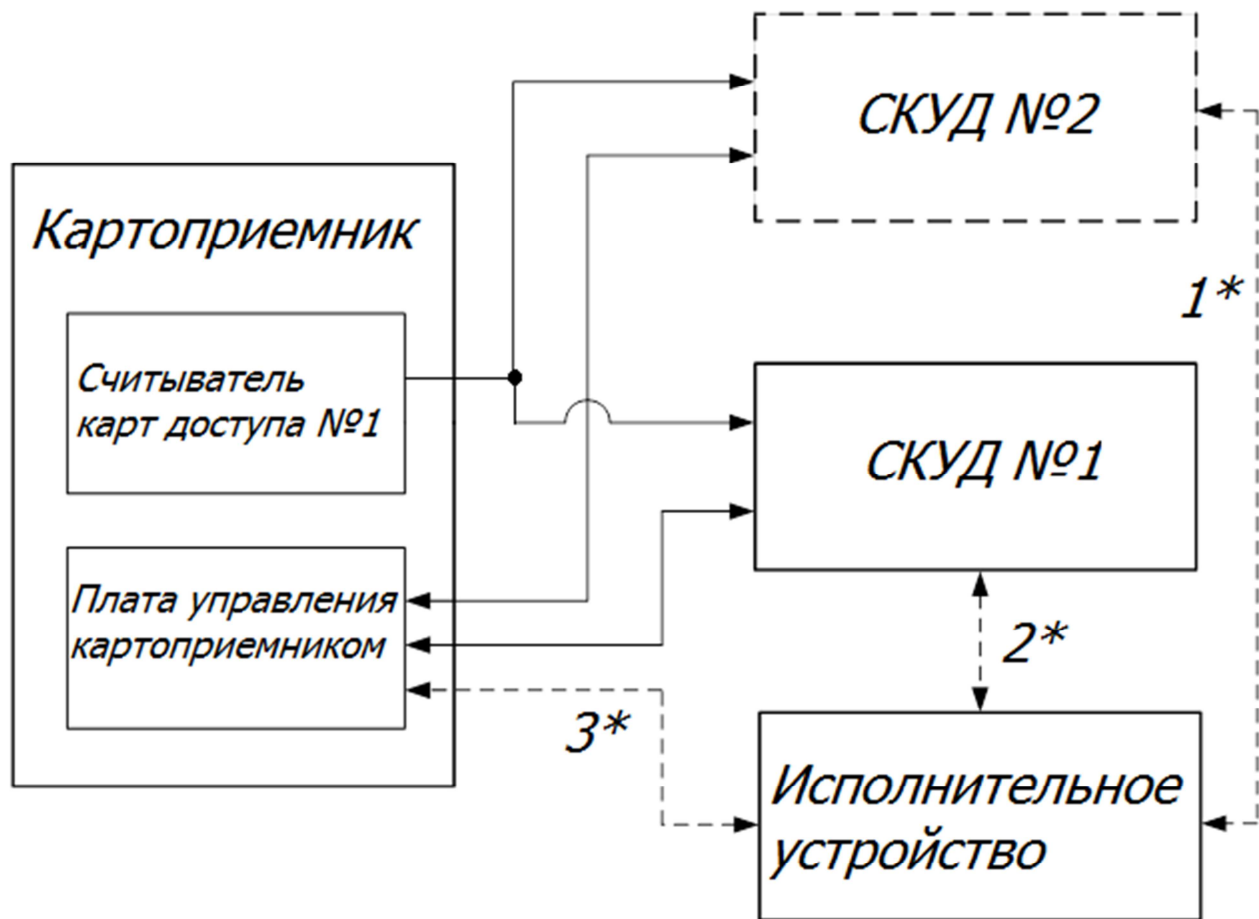 СКУД №2
Картоприемник
1*
Считыватель
карт доступа №1
СКУД №1
Плата управления
картоприемником
2*
3*
Исполнительное
устройство